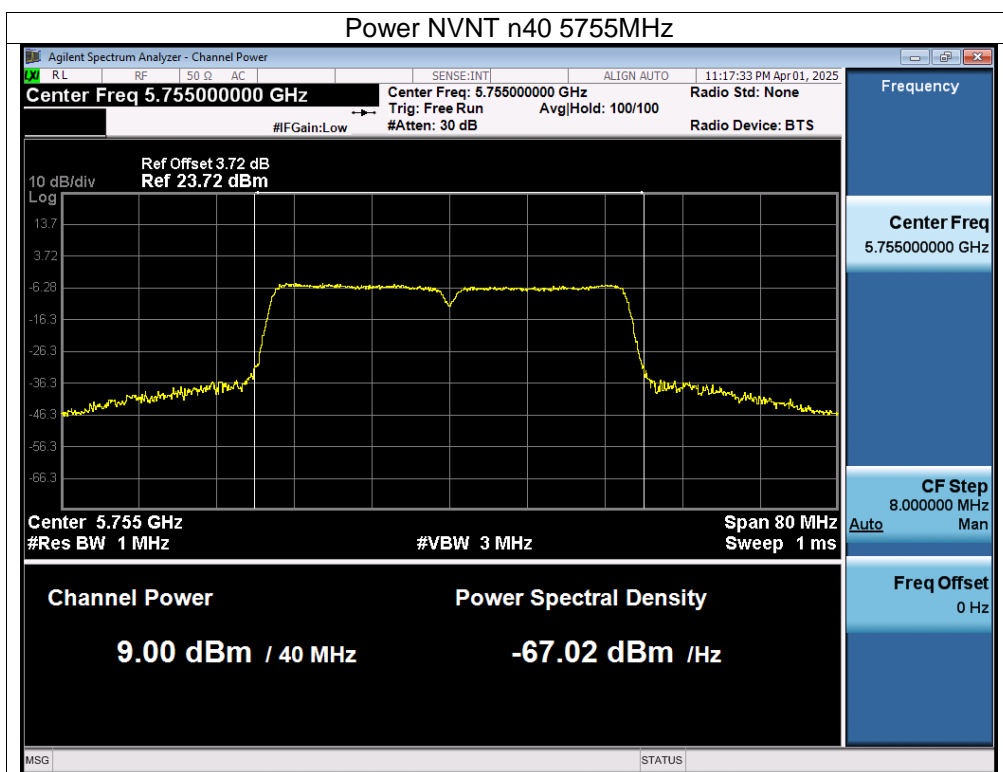 Power NVNT n40 5755MHz
Agilent Spectrum Analyzer - Channel Power
LXI RL RF 50 Ω AC SENSE:INT ALIGN AUTO 11:17:33 PM Apr 01, 2025
Center Freq 5.755000000 GHz Center Freq: 5.755000000 GHz Radio Std: None
Trig: Free Run Avg|Hold: 100/100
#IFGain:Low #Atten: 30 dB Radio Device: BTS
Ref Offset 3.72 dB
10 dB/div Ref 23.72 dBm
Log
13.7
3.72
-6.28
-16.3
-26.3
-36.3
-46.3
-56.3
-66.3
Center 5.755 GHz Span 80 MHz
#Res BW 1 MHz #VBW 3 MHz Sweep 1 ms
Channel Power Power Spectral Density
9.00 dBm / 40 MHz -67.02 dBm /Hz
MSG STATUS
Frequency
Center Freq
5.755000000 GHz
CF Step
8.000000 MHz
Auto Man
Freq Offset
0 Hz